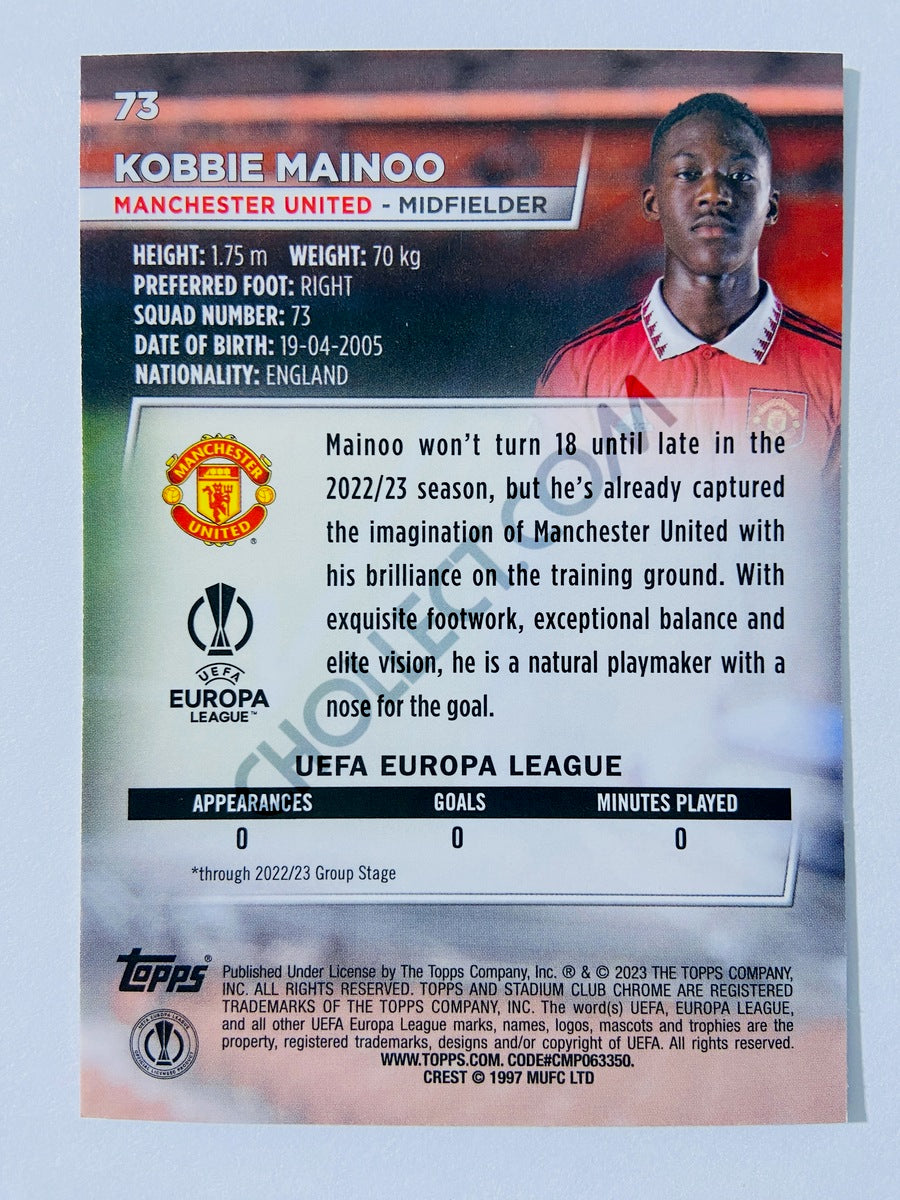 73
KOBBIE MAINOO
MANCHESTER UNITED - MIDFIELDER
HEIGHT: 1.75 m WEIGHT: 70 kg
PREFERRED FOOT: RIGHT
SQUAD NUMBER: 73
DATE OF BIRTH: 19-04-2005
NATIONALITY: ENGLAND
MANCHESTER
UNITED
®
Mainoo won't turn 18 until late in the
2022/23 season, but he's already captured
the imagination of Manchester United with
his brilliance on the training ground. With
exquisite footwork, exceptional balance and
elite vision, he is a natural playmaker with a
nose for the goal.
UEFA
EUROPA
LEAGUE™
CHOLLECT.COM
UEFA EUROPA LEAGUE
APPEARANCES GOALS MINUTES PLAYED
0 0 0
*through 2022/23 Group Stage
Topps®
Published Under License by The Topps Company, Inc. ® & © 2023 THE TOPPS COMPANY,
INC. ALL RIGHTS RESERVED. TOPPS AND STADIUM CLUB CHROME ARE REGISTERED
TRADEMARKS OF THE TOPPS COMPANY, INC. The word(s) UEFA, EUROPA LEAGUE,
and all other UEFA Europa League marks, names, logos, mascots and trophies are the
property, registered trademarks, designs and/or copyright of UEFA. All rights reserved.
WWW.TOPPS.COM. CODE#CMP063350.
CREST © 1997 MUFC LTD
UEFA EUROPA LEAGUE
OFFICIAL LICENSED PRODUCT